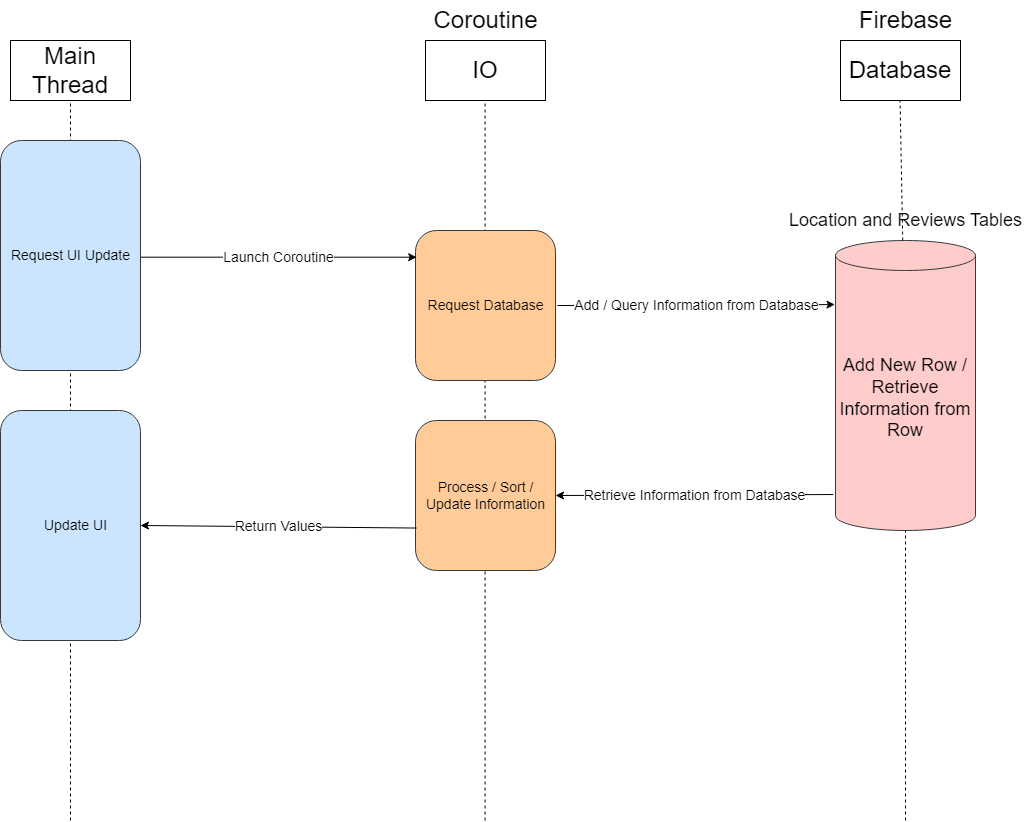 Coroutine
Firebase
Main
Thread
IO
Database
Location and Reviews Tables
Request UI Update
Launch Coroutine
Request Database
Add / Query Information from Database
Add New Row /
Retrieve
Information from
Row
Process / Sort /
Update Information
Retrieve Information from Database
Update UI
Return Values